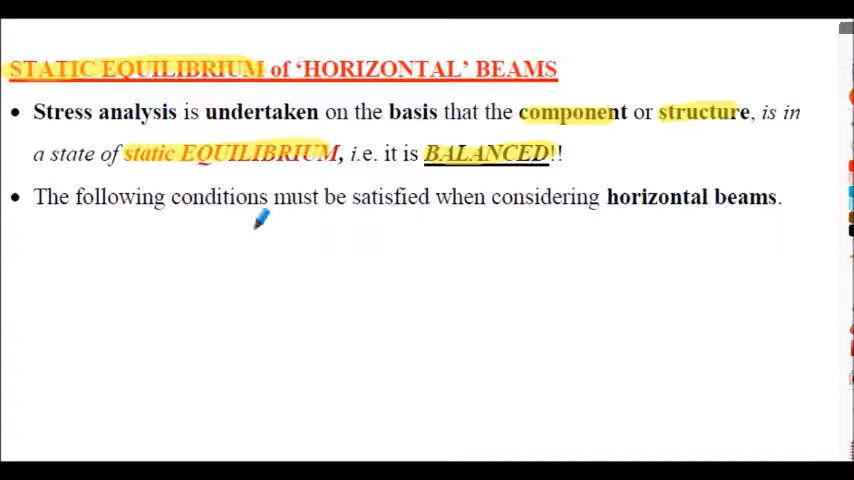 STATIC EQUILIBRIUM of ‘HORIZONTAL’ BEAMS
• Stress analysis is undertaken on the basis that the component or structure, is in
a state of static EQUILIBRIUM, i.e. it is BALANCED!!
• The following conditions must be satisfied when considering horizontal beams.